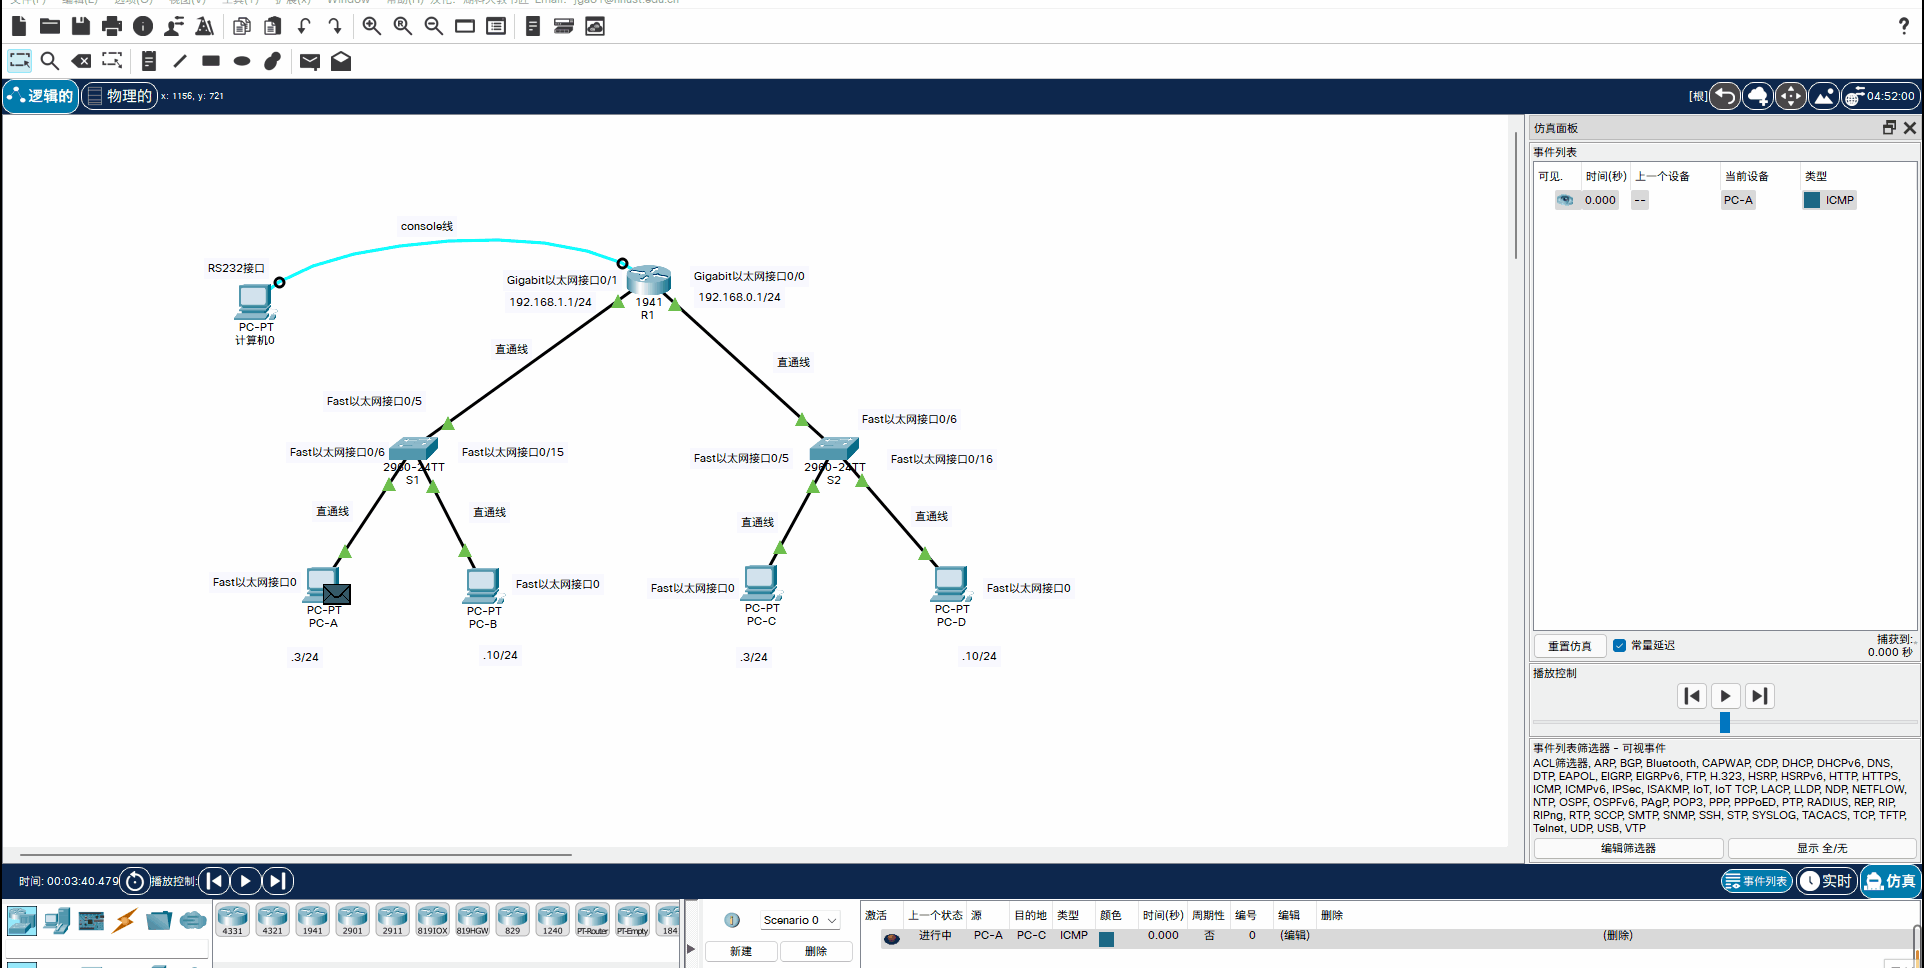 逻辑的 物理的 x: 1156, y: 721 [根] 04:52:00
仿真面板
事件列表
可见. 时间(秒) 上一个设备 当前设备 类型
0.000 -- PC-A ICMP
console线
RS232接口
PC-PT
计算机0
Gigabit以太网接口0/1
192.168.1.1/24
Gigabit以太网接口0/0
192.168.0.1/24
1941
R1
直通线
直通线
Fast以太网接口0/5
Fast以太网接口0/6
Fast以太网接口0/6
Fast以太网接口0/15
2960-24TT
S1
Fast以太网接口0/5
Fast以太网接口0/16
2960-24TT
S2
直通线
直通线
直通线
直通线
Fast以太网接口0
PC-PT
PC-A
Fast以太网接口0
PC-PT
PC-B
Fast以太网接口0
PC-PT
PC-C
Fast以太网接口0
PC-PT
PC-D
.3/24
.10/24
.3/24
.10/24
重置仿真 常量延迟 捕获到:
0.000 秒
播放控制
事件列表筛选器 - 可视事件
ACL筛选器, ARP, BGP, Bluetooth, CAPWAP, CDP, DHCP, DHCPv6, DNS,
DTP, EAPOL, EIGRP, EIGRPv6, FTP, H.323, HSRP, HSRPv6, HTTP, HTTPS,
ICMP, ICMPv6, IPSec, ISAKMP, IoT, IoT TCP, LACP, LLDP, NDP, NETFLOW,
NTP, OSPF, OSPFv6, PAgP, POP3, PPP, PPPoED, PTP, RADIUS, REP, RIP,
RIPng, RTP, SCCP, SMTP, SNMP, SSH, STP, SYSLOG, TACACS, TCP, TFTP,
Telnet, UDP, USB, VTP
编辑筛选器 显示 全/无
时间: 00:03:40.479 播放控制: 事件列表 实时 仿真
4331 4321 1941 2901 2911 819IOX 819HGW 829 1240 PT-Router PT-Empty 184
Scenario 0
新建 删除
激活 上一个状态 源 目的地 类型 颜色 时间(秒) 周期性 编号 编辑 删除
进行中 PC-A PC-C ICMP 0.000 否 0 (编辑) (删除)